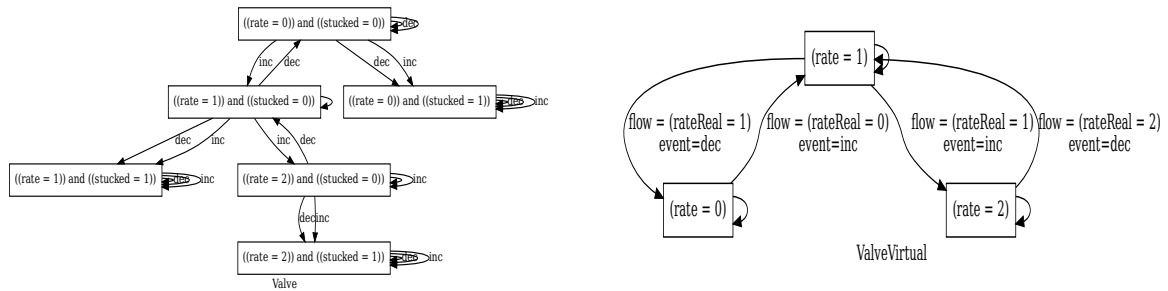 ((rate = 0)) and ((stucked = 0))
dec
inc
dec
dec
inc
((rate = 1)) and ((stucked = 0))
((rate = 0)) and ((stucked = 1))
dec
inc
dec
inc
inc
dec
((rate = 1)) and ((stucked = 1))
dec
inc
((rate = 2)) and ((stucked = 0))
inc
dec
inc
((rate = 2)) and ((stucked = 1))
dec
inc
Valve
(rate = 1)
flow = (rateReal = 1)
event=dec
flow = (rateReal = 0)
event=inc
flow = (rateReal = 1)
event=inc
flow = (rateReal = 2)
event=dec
(rate = 0)
(rate = 2)
ValveVirtual